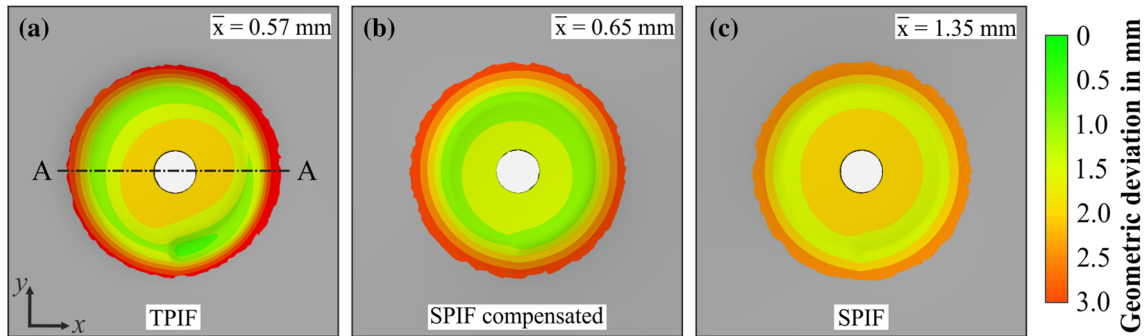 (a)
x̅ = 0.57 mm
A
A
y
x
TPIF
(b)
x̅ = 0.65 mm
SPIF compensated
(c)
x̅ = 1.35 mm
SPIF
0
0.5
1.0
1.5
2.0
2.5
3.0
Geometric deviation in mm